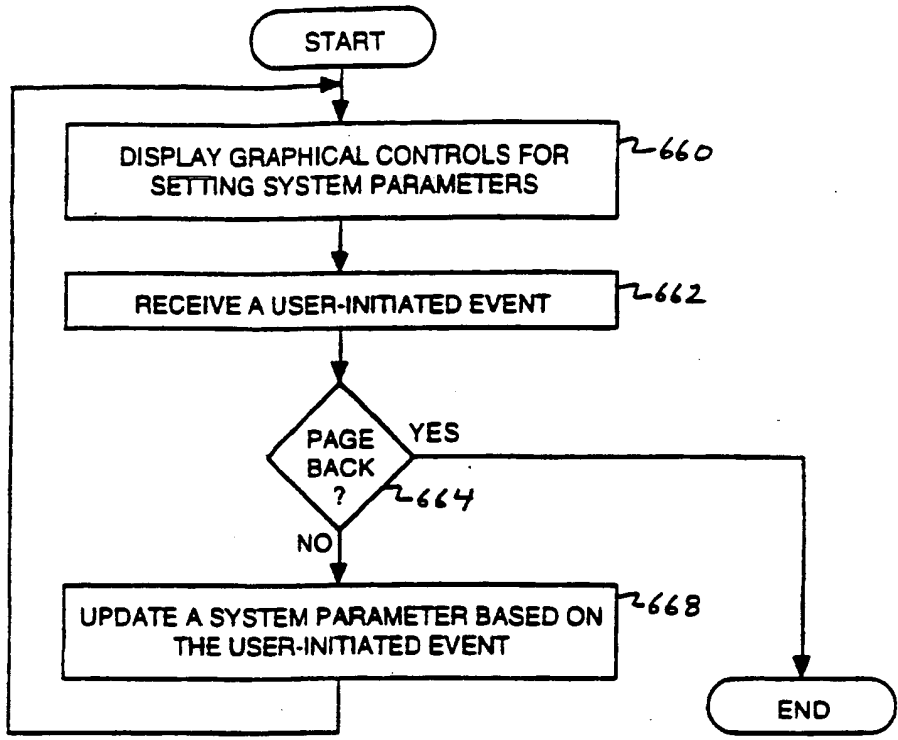 START
DISPLAY GRAPHICAL CONTROLS FOR
SETTING SYSTEM PARAMETERS
660
RECEIVE A USER-INITIATED EVENT
662
PAGE
BACK
?
YES
664
NO
UPDATE A SYSTEM PARAMETER BASED ON
THE USER-INITIATED EVENT
668
END